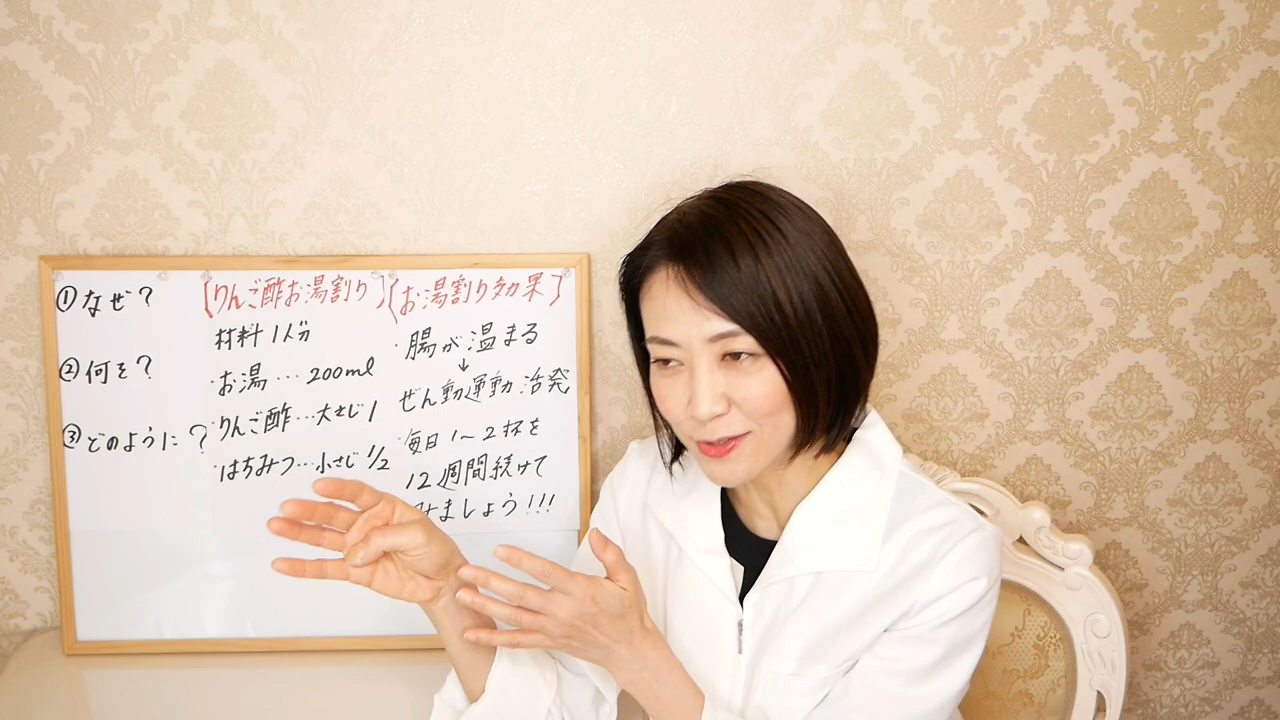 ①なぜ?
②何を?
③どのように?
【りんご酢お湯割り】
材料 1人分
・お湯…200ml
・りんご酢…大さじ1
・はちみつ…小さじ1/2
【お湯割り効果】
・腸が温まる
↓
ぜん動運動 活発
・毎日1〜2杯を
12週間続けて
みましょう!!!